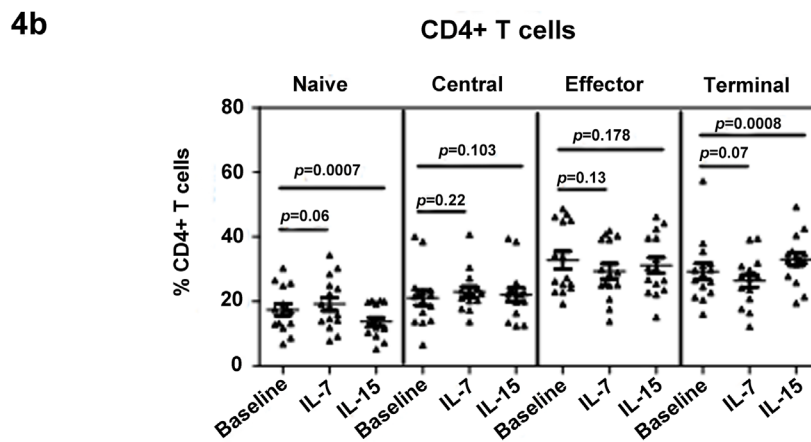 4b
CD4+ T cells
Naive Central Effector Terminal
% CD4+ T cells
80
60
40
20
0
p=0.0007
p=0.06
p=0.103
p=0.22
p=0.178
p=0.13
p=0.0008
p=0.07
Baseline IL-7 IL-15 Baseline IL-7 IL-15 Baseline IL-7 IL-15 Baseline IL-7 IL-15